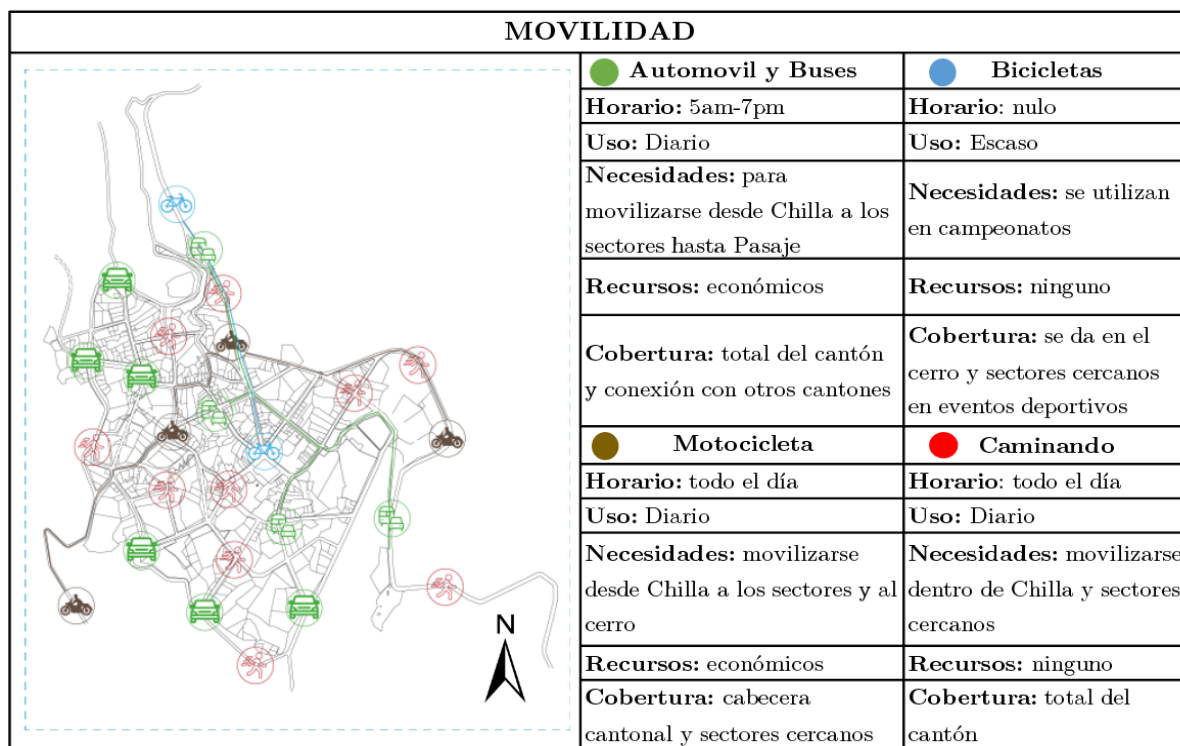 MOVILIDAD
N
Automovil y Buses
Horario: 5am-7pm
Uso: Diario
Necesidades: para
movilizarse desde Chilla a los
sectores hasta Pasaje
Recursos: económicos
Cobertura: total del cantón
y conexión con otros cantones
Bicicletas
Horario: nulo
Uso: Escaso
Necesidades: se utilizan
en campeonatos
Recursos: ninguno
Cobertura: se da en el
cerro y sectores cercanos
en eventos deportivos
Motocicleta
Horario: todo el día
Uso: Diario
Necesidades: movilizarse
desde Chilla a los sectores y al
cerro
Recursos: económicos
Cobertura: cabecera
cantonal y sectores cercanos
Caminando
Horario: todo el día
Uso: Diario
Necesidades: movilizarse
dentro de Chilla y sectores
cercanos
Recursos: ninguno
Cobertura: total del
cantón